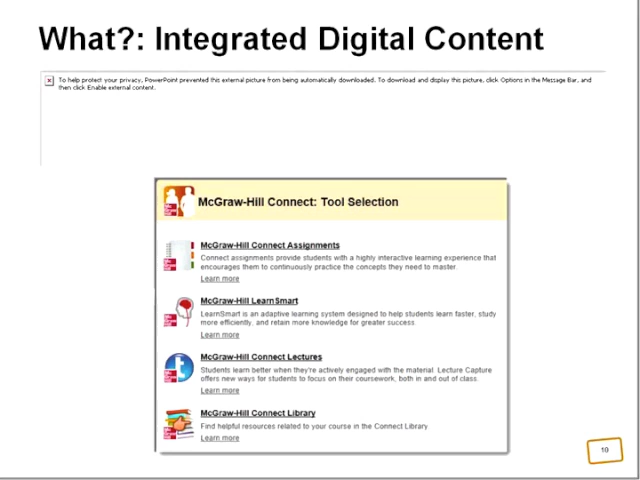 What?: Integrated Digital Content
To help protect your privacy, PowerPoint prevented this external picture from being automatically downloaded. To download and display this picture, click Options in the Message Bar, and
then click Enable external content.
McGraw-Hill Connect: Tool Selection
McGraw-Hill Connect Assignments
Connect assignments provide students with a highly interactive learning experience that
encourages them to continuously practice the concepts they need to master.
Learn more
McGraw-Hill LearnSmart
LearnSmart is an adaptive learning system designed to help students learn faster, study
more efficiently, and retain more knowledge for greater success
Learn more
McGraw-Hill Connect Lectures
Students learn better when they're actively engaged with the material. Lecture Capture
offers new ways for students to focus on their coursework, both in and out of class.
Learn more
McGraw-Hill Connect Library
Find helpful resources related to your course in the Connect Library.
Learn more
19